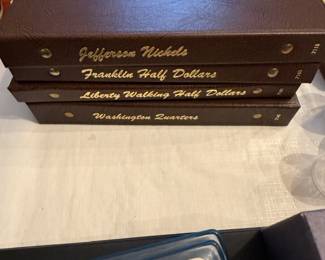 Jefferson Nickels
Franklin Half Dollars
Liberty Walking Half Dollars
Washington Quarters